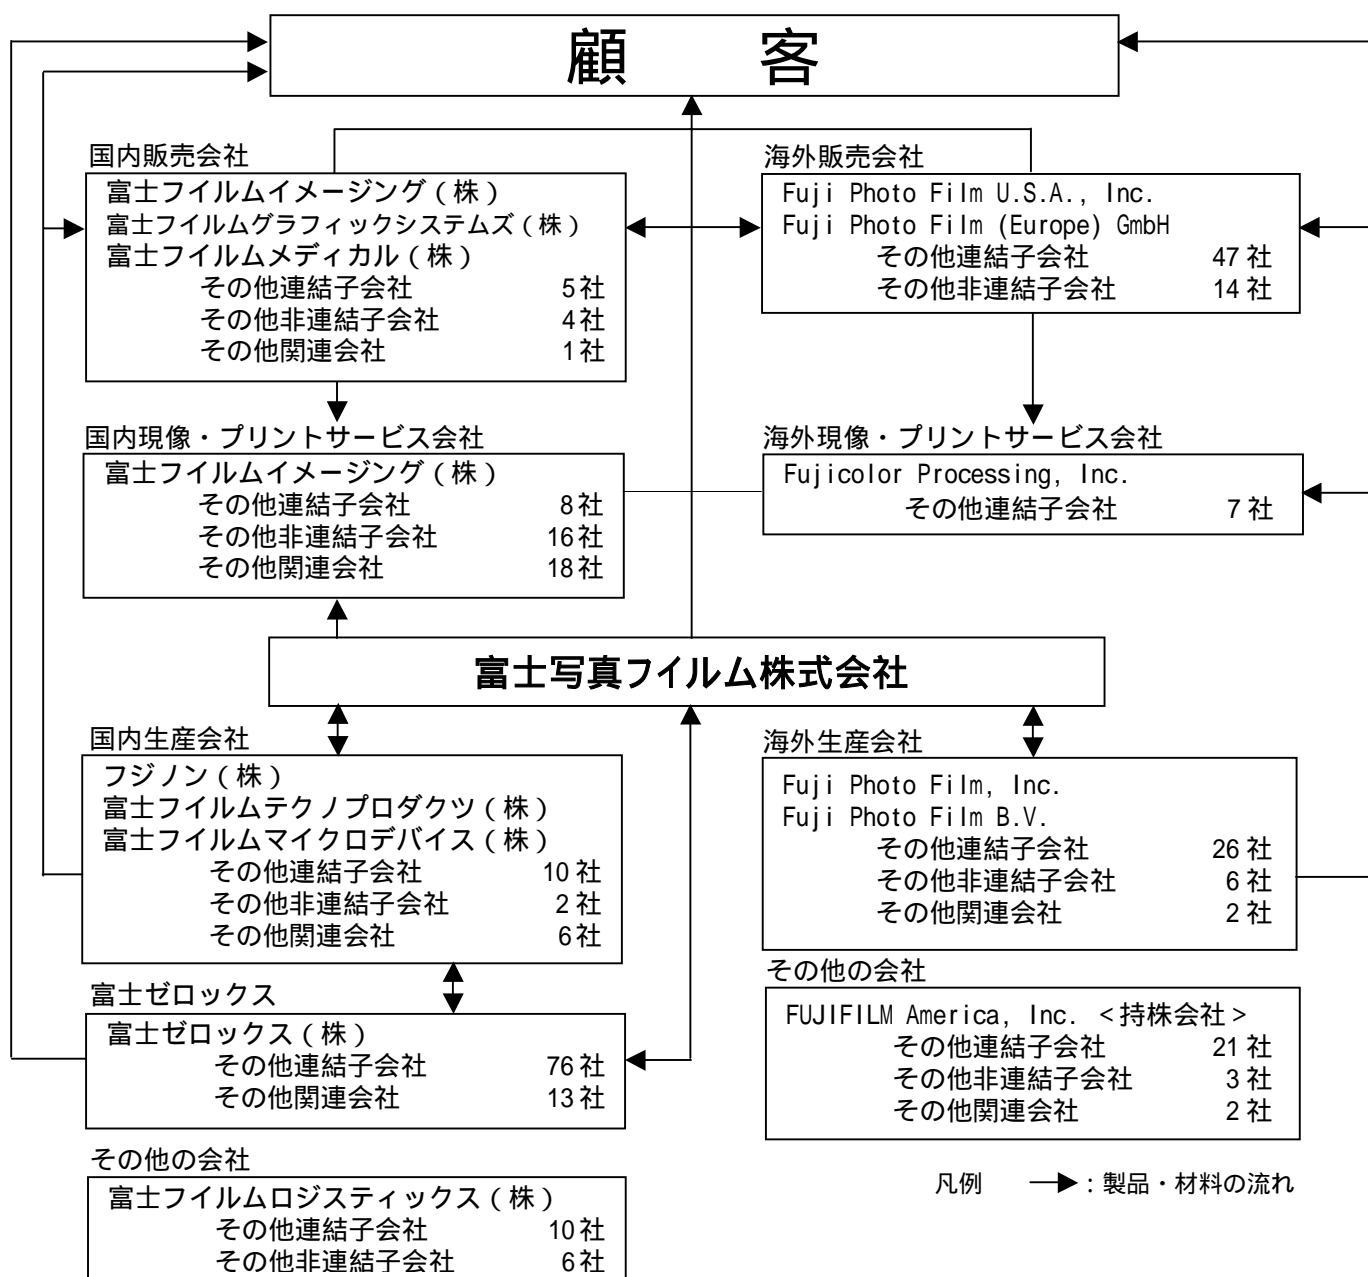 顧 客
国内販売会社
富士フイルムイメージング(株)
富士フイルムグラフィックシステムズ(株)
富士フイルムメディカル(株)
その他連結子会社 5社
その他非連結子会社 4社
その他関連会社 1社
海外販売会社
Fuji Photo Film U.S.A., Inc.
Fuji Photo Film (Europe) GmbH
その他連結子会社 47社
その他非連結子会社 14社
国内現像・プリントサービス会社
富士フイルムイメージング(株)
その他連結子会社 8社
その他非連結子会社 16社
その他関連会社 18社
海外現像・プリントサービス会社
Fujicolor Processing, Inc.
その他連結子会社 7社
富士写真フイルム株式会社
国内生産会社
フジノン(株)
富士フイルムテクノプロダクツ(株)
富士フイルムマイクロデバイス(株)
その他連結子会社 10社
その他非連結子会社 2社
その他関連会社 6社
海外生産会社
Fuji Photo Film, Inc.
Fuji Photo Film B.V.
その他連結子会社 26社
その他非連結子会社 6社
その他関連会社 2社
富士ゼロックス
富士ゼロックス(株)
その他連結子会社 76社
その他関連会社 13社
その他の会社
FUJIFILM America, Inc. <持株会社>
その他連結子会社 21社
その他非連結子会社 3社
その他関連会社 2社
その他の会社
富士フイルムロジスティックス(株)
その他連結子会社 10社
その他非連結子会社 6社
凡例 →:製品・材料の流れ